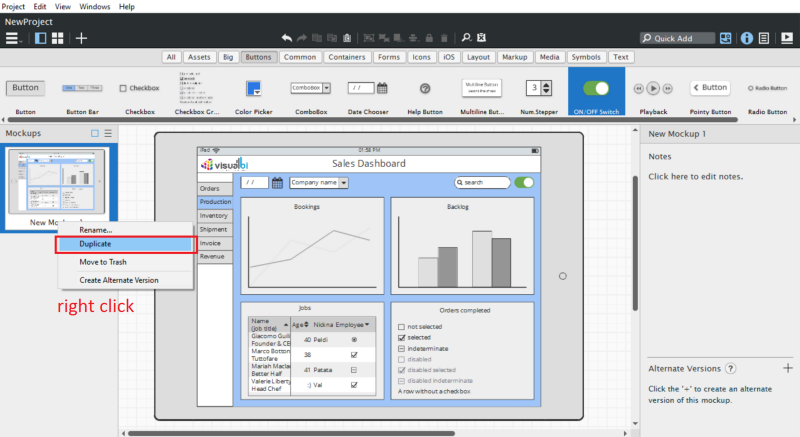 Project Edit View Windows Help
NewProject
Quick Add
All Assets Big Buttons Common Containers Forms Icons iOS Layout Markup Media Symbols Text
Button
Checkbox
ComboBox
/ /
Multiline Button
3
Button
Radio Button
Button Button Bar Checkbox Checkbox Gr... Color Picker ComboBox Date Chooser Help Button Multiline Butt... Num.Stepper ON/OFF Switch Playback Pointy Button Radio Button
Mockups
New Mockup 1
Rename...
Duplicate
Move to Trash
Create Alternate Version
right click
iPad
01:58 PM
visualbi
Sales Dashboard
/ /
Company name
search
Orders
Production
Inventory
Shipment
Invoice
Revenue
Bookings
Backlog
Jobs
Name
(job title)
Age
Nickna
Employee
Giacomo Guili
Founder & CE
40 Peldi
Marco Botton
Tuttofare
38
Mariah Maclac
Better Half
41 Patata
Valerie Liberty
Head Chef
:) Val
Orders completed
not selected
selected
indeterminate
disabled
disabled selected
disabled indeterminate
A row without a checkbox
New Mockup 1
Notes
Click here to edit notes.
Alternate Versions ?
Click the '+' to create an alternate
version of this mockup.